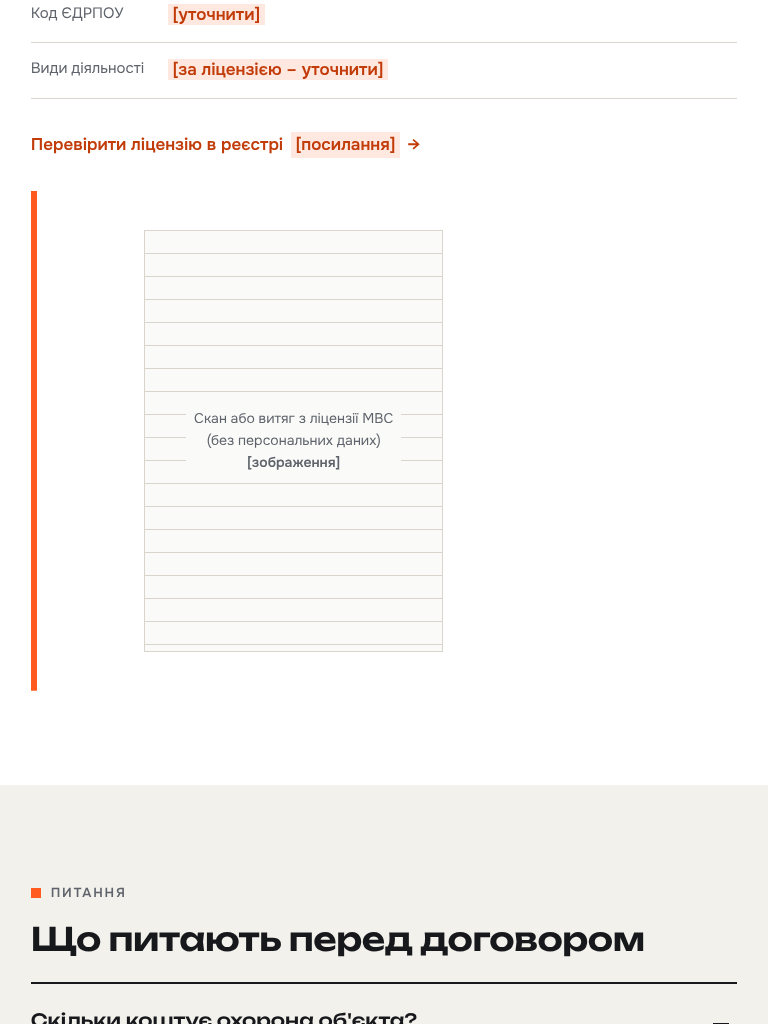 Код ЄДРПОУ [уточнити]
Види діяльності [за ліцензією – уточнити]
Перевірити ліцензію в реєстрі [посилання] →
Скан або витяг з ліцензії МВС
(без персональних даних)
[зображення]
ПИТАННЯ
Що питають перед договором
Скільки коштує охорона об'єкта?